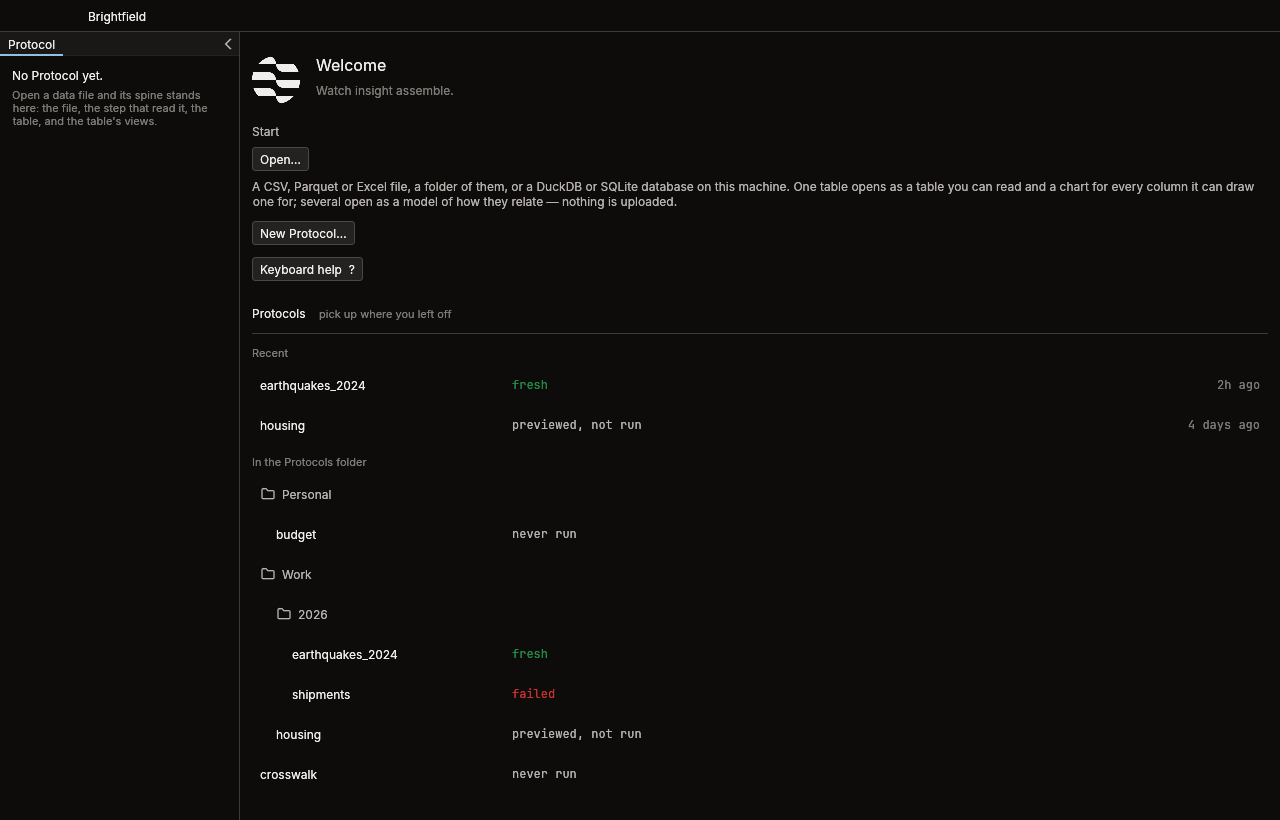 Brightfield
Protocol
No Protocol yet.
Open a data file and its spine stands
here: the file, the step that read it, the
table, and the table's views.
Welcome
Watch insight assemble.
Start
Open...
A CSV, Parquet or Excel file, a folder of them, or a DuckDB or SQLite database on this machine. One table opens as a table you can read and a chart for every column it can draw
one for; several open as a model of how they relate — nothing is uploaded.
New Protocol...
Keyboard help ?
Protocols pick up where you left off
Recent
earthquakes_2024 fresh 2h ago
housing previewed, not run 4 days ago
In the Protocols folder
Personal
budget never run
Work
2026
earthquakes_2024 fresh
shipments failed
housing previewed, not run
crosswalk never run